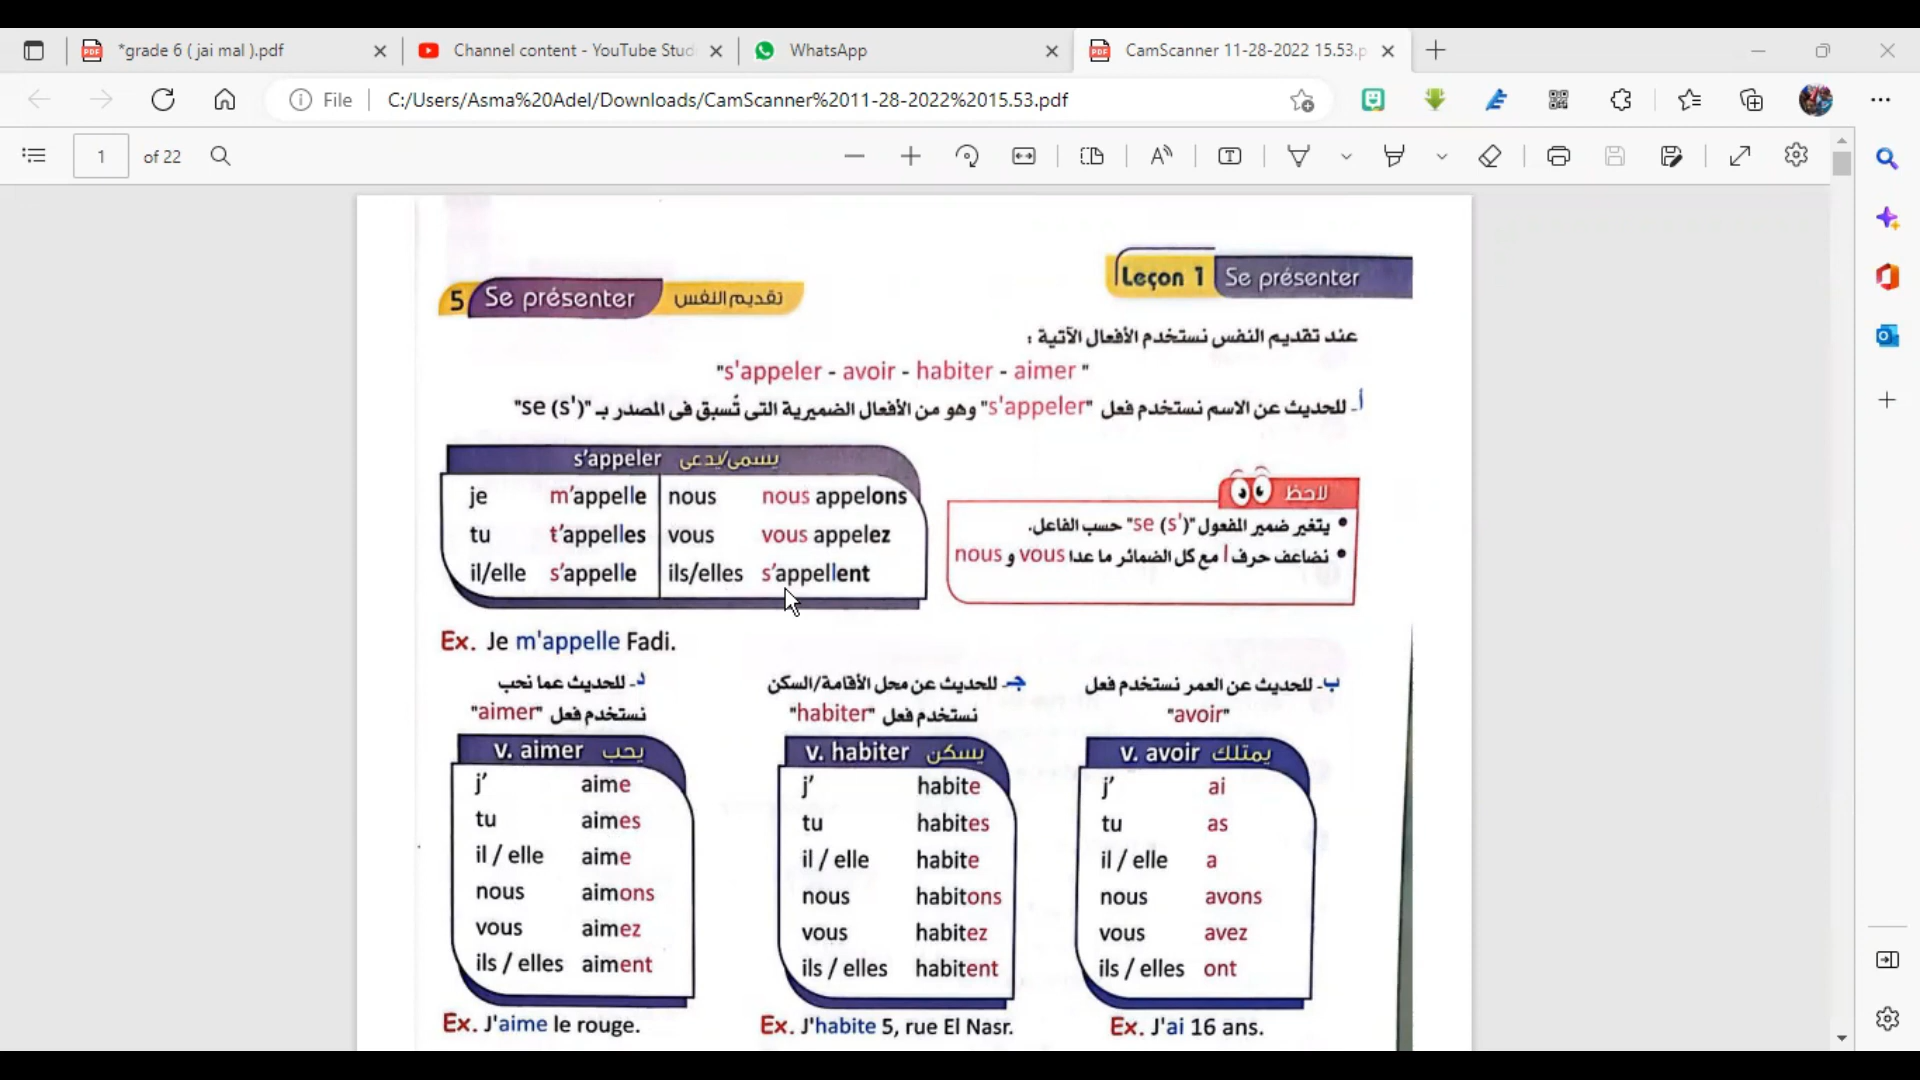 *grade 6 ( jai mal ).pdf
Channel content - YouTube Stud
WhatsApp
CamScanner 11-28-2022 15.53.p
File
C:/Users/Asma%20Adel/Downloads/CamScanner%2011-28-2022%2015.53.pdf
1 of 22
Leçon 1 Se présenter
5 Se présenter تقديم النفس
عند تقديم النفس نستخدم الأفعال الآتية :
"s'appeler - avoir - habiter - aimer "
أ- للحديث عن الاسم نستخدم فعل "s'appeler" وهو من الأفعال الضميرية التى تُسبق فى المصدر بـ "se (s')"
s'appeler يسمى/يدعى
je m'appelle nous nous appelons
tu t'appelles vous vous appelez
il/elle s'appelle ils/elles s'appellent
لاحظ
• يتغير ضمير المفعول "se (s')" حسب الفاعل.
• نضاعف حرف l مع كل الضمائر ما عدا vous و nous
Ex. Je m'appelle Fadi.
ب- للحديث عن العمر نستخدم فعل
"avoir"
v. avoir يمتلك
j' ai
tu as
il / elle a
nous avons
vous avez
ils / elles ont
Ex. J'ai 16 ans.
جـ- للحديث عن محل الأقامة/السكن
نستخدم فعل "habiter"
v. habiter يسكن
j' habite
tu habites
il / elle habite
nous habitons
vous habitez
ils / elles habitent
Ex. J'habite 5, rue El Nasr.
د- للحديث عما نحب
نستخدم فعل "aimer"
v. aimer يحب
j' aime
tu aimes
il / elle aime
nous aimons
vous aimez
ils / elles aiment
Ex. J'aime le rouge.